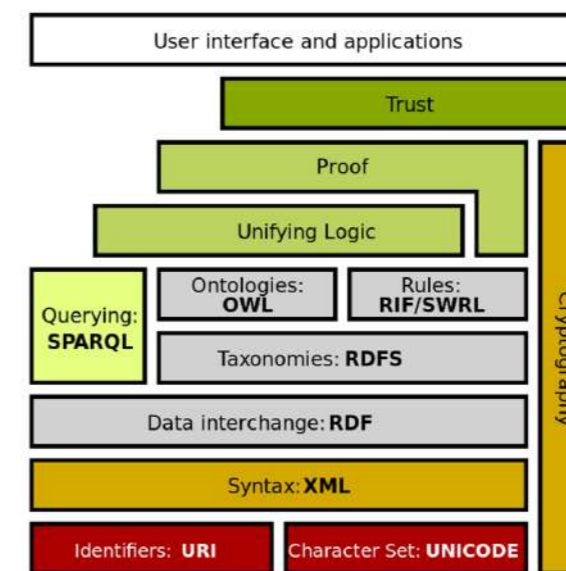 User interface and applications
Trust
Proof
Unifying Logic
Ontologies:
OWL
Rules:
RIF/SWRL
Querying:
SPARQL
Taxonomies: RDFS
Data interchange: RDF
Syntax: XML
Identifiers: URI
Character Set: UNICODE
Cryptography